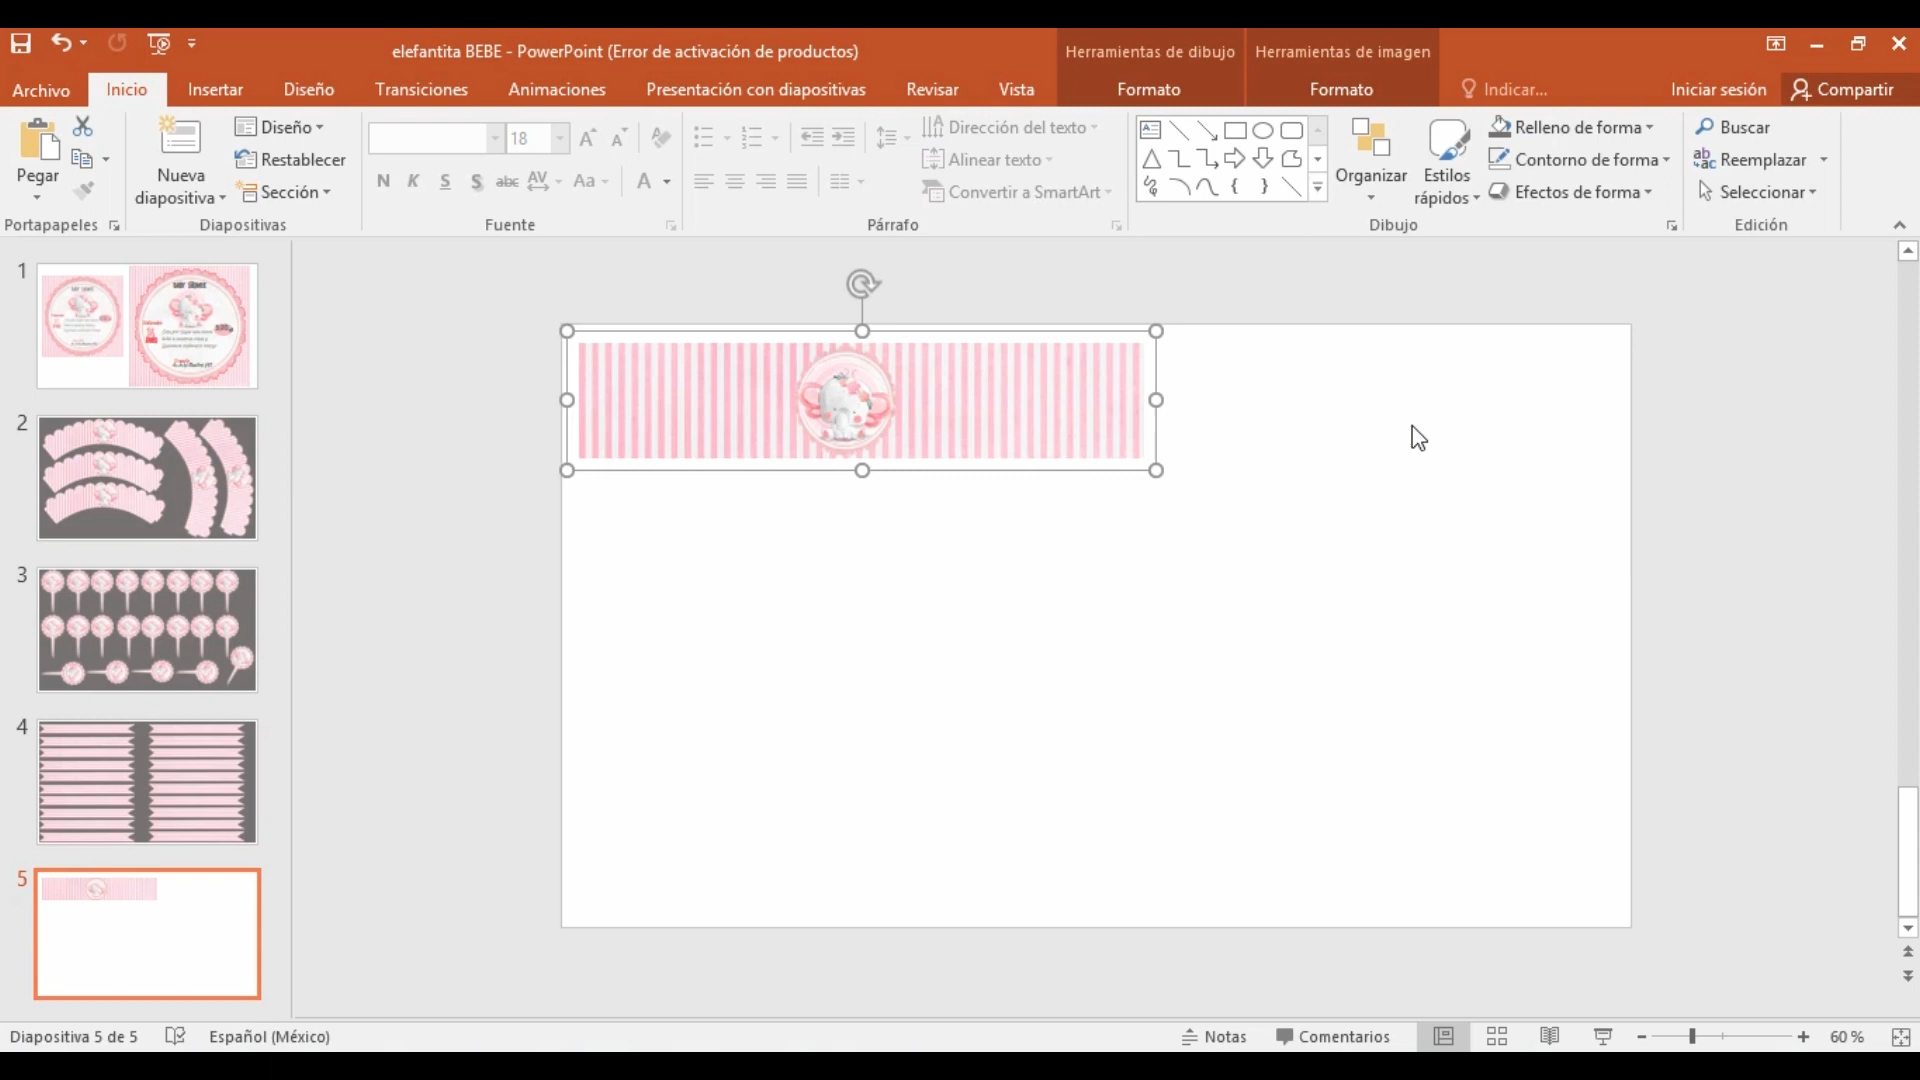 elefantita BEBE - PowerPoint (Error de activación de productos)
Herramientas de dibujo
Herramientas de imagen
Archivo
Inicio
Insertar
Diseño
Transiciones
Animaciones
Presentación con diapositivas
Revisar
Vista
Formato
Formato
Indicar...
Iniciar sesión
Compartir
Pegar
Portapapeles
Nueva
diapositiva
Diseño
Restablecer
Sección
Diapositivas
18
N K S S abc AV Aa A
Fuente
Dirección del texto
Alinear texto
Convertir a SmartArt
Párrafo
Organizar
Estilos
rápidos
Relleno de forma
Contorno de forma
Efectos de forma
Dibujo
Buscar
Reemplazar
Seleccionar
Edición
1
2
3
4
5
Diapositiva 5 de 5
Español (México)
Notas
Comentarios
60 %